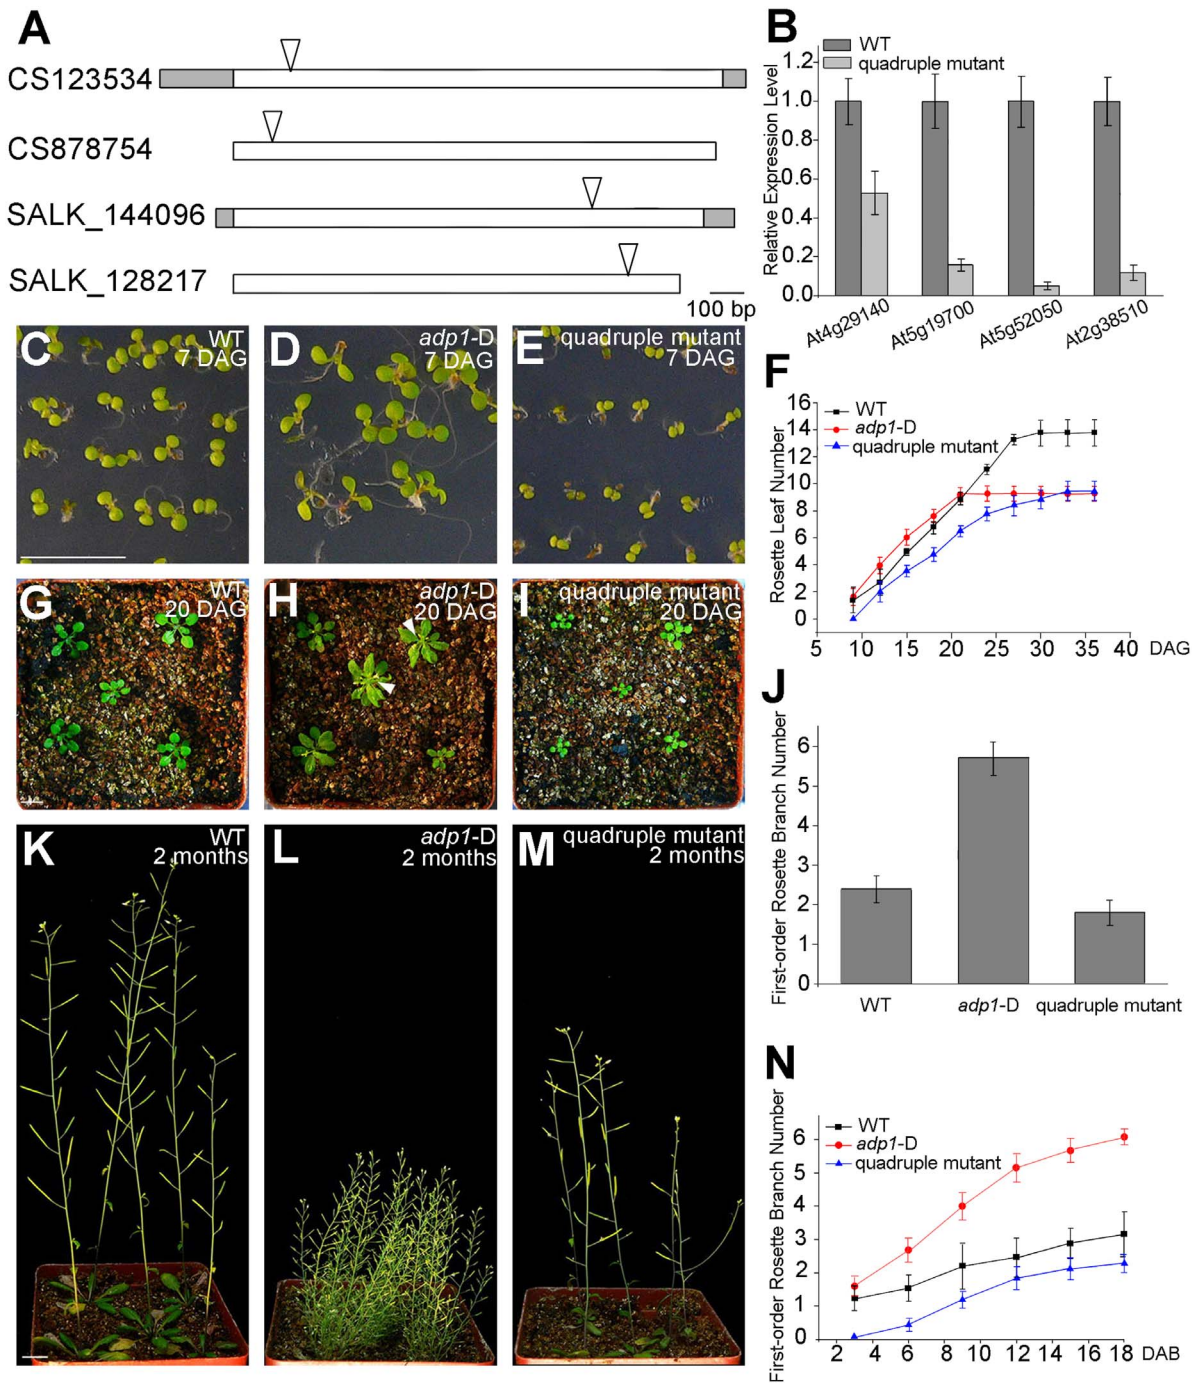 A
CS123534
CS878754
SALK_144096
SALK_128217
100 bp
B
WT
quadruple mutant
Relative Expression Level
1.2
1.0
0.8
0.6
0.4
0.2
0.0
At4g29140
At5g19700
At5g52050
At2g38510
C
WT
7 DAG
D
adp1-D
7 DAG
E
quadruple mutant
7 DAG
F
WT
adp1-D
quadruple mutant
Rosette Leaf Number
16
14
12
10
8
6
4
2
0
5 10 15 20 25 30 35 40 DAG
G
WT
20 DAG
H
adp1-D
20 DAG
I
quadruple mutant
20 DAG
J
First-order Rosette Branch Number
6
5
4
3
2
1
0
WT adp1-D quadruple mutant
K
WT
2 months
L
adp1-D
2 months
M
quadruple mutant
2 months
N
WT
adp1-D
quadruple mutant
First-order Rosette Branch Number
6
5
4
3
2
1
0
2 4 6 8 10 12 14 16 18 DAB